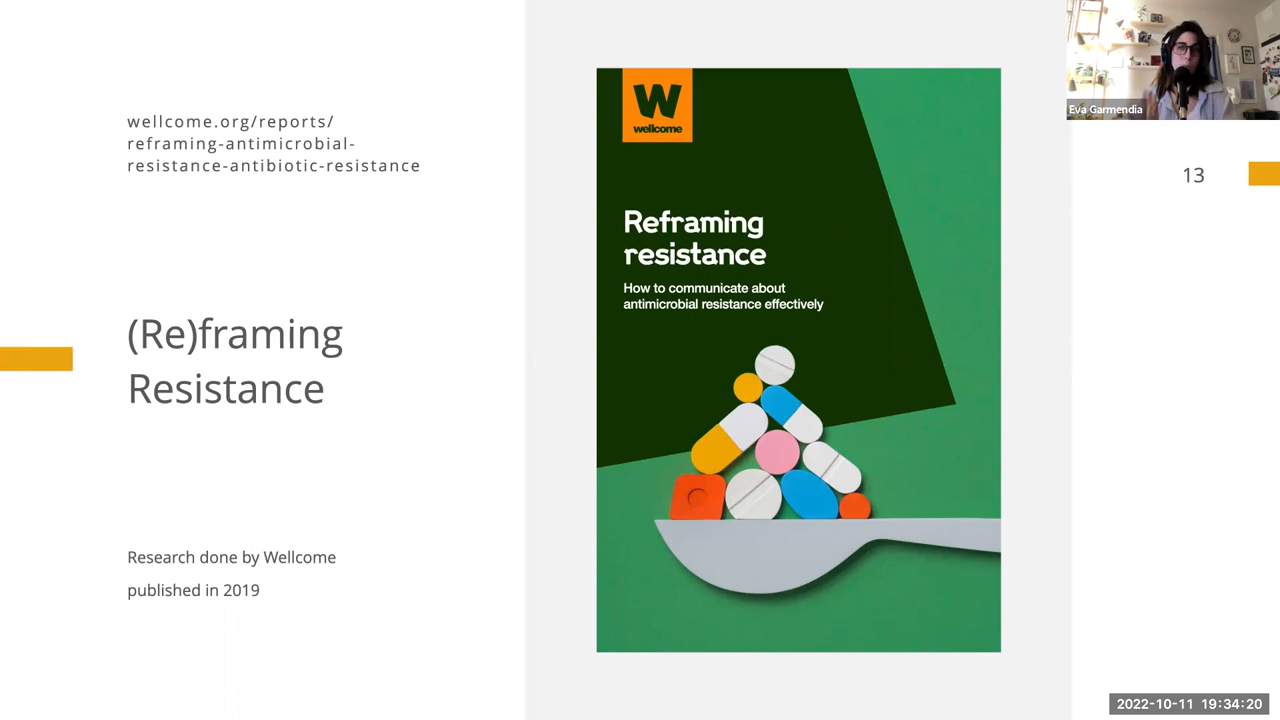 wellcome.org/reports/
reframing-antimicrobial-
resistance-antibiotic-resistance
(Re)framing
Resistance
Research done by Wellcome
published in 2019
W
wellcome
Reframing
resistance
How to communicate about
antimicrobial resistance effectively
Eva Garmendia
13
2022-10-11 19:34:20